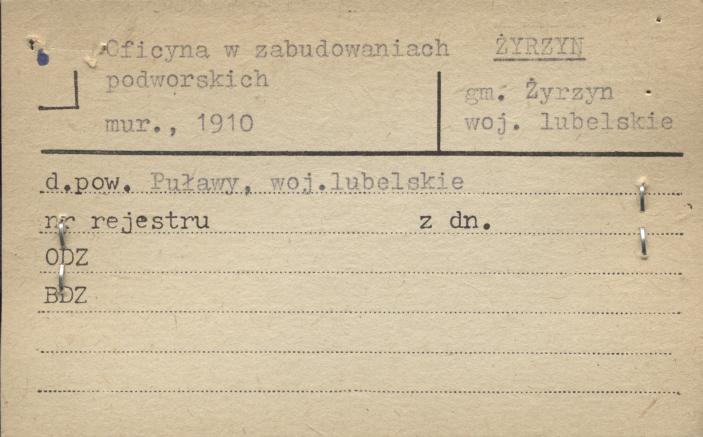 Oficyna w zabudowaniach
podworskich
mur., 1910
ŻYRZYN
gm. Żyrzyn
woj. lubelskie
d.pow. Puławy, woj.lubelskie
nr rejestru z dn.
ODZ
BDZ